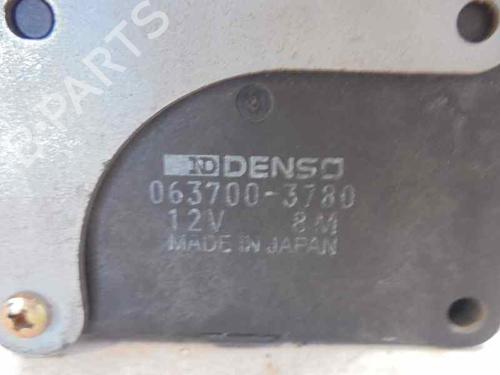 ND DENSO
063700-3780
12V 8M
MADE IN JAPAN
B-PARTS